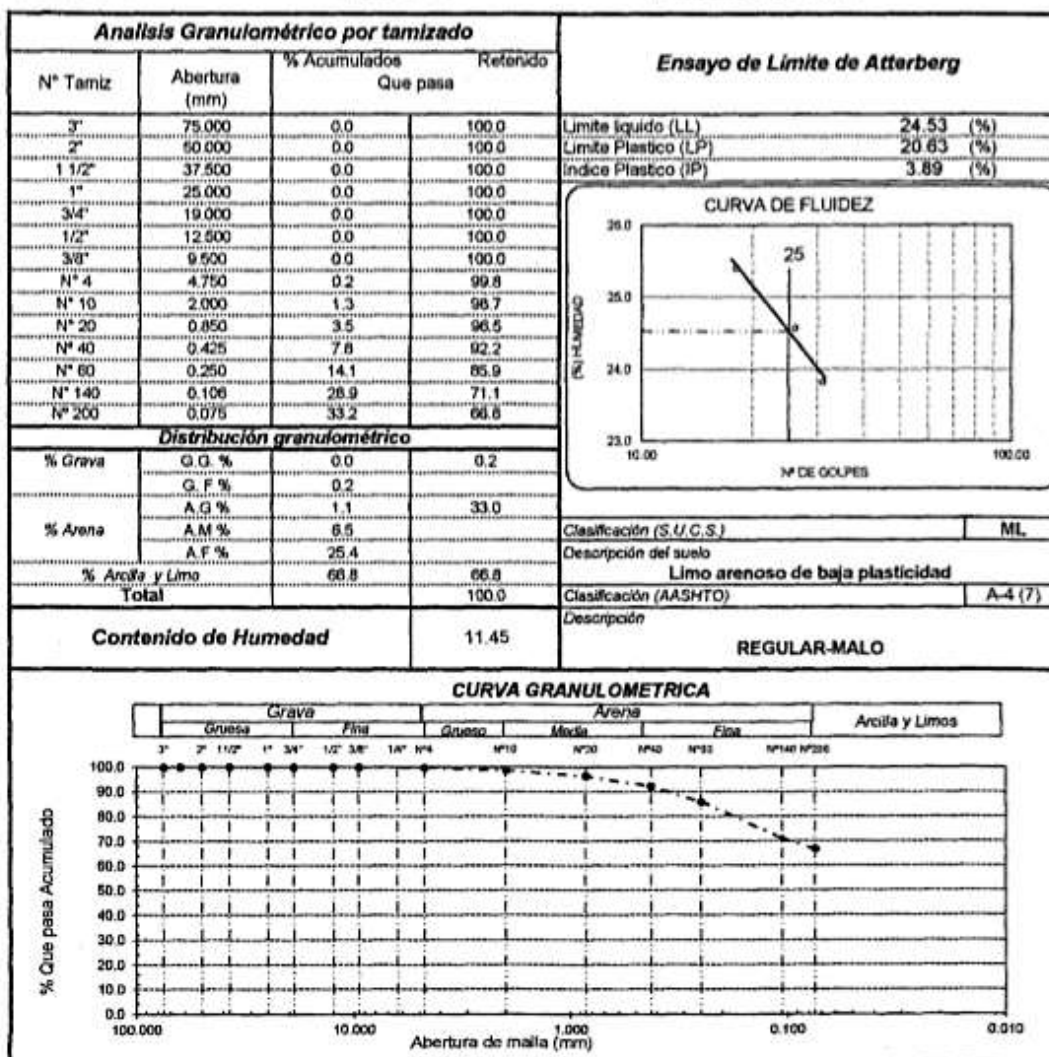 Analisis Granulométrico por tamizado
N° Tamiz Abertura (mm) % Acumulados Retenido Que pasa
3" 75.000 0.0 100.0
2" 50.000 0.0 100.0
1 1/2" 37.500 0.0 100.0
1" 25.000 0.0 100.0
3/4" 19.000 0.0 100.0
1/2" 12.500 0.0 100.0
3/8" 9.500 0.0 100.0
N° 4 4.750 0.2 99.8
N° 10 2.000 1.3 98.7
N° 20 0.850 3.5 96.5
N° 40 0.425 7.8 92.2
N° 60 0.250 14.1 85.9
N° 140 0.106 28.9 71.1
N° 200 0.075 33.2 66.8
Distribución granulométrico
% Grava G.G. % 0.0 0.2
G. F % 0.2
% Arena A.G % 1.1 33.0
A.M % 6.5
A.F % 25.4
% Arcilla y Limo 66.8 66.8
Total 100.0
Contenido de Humedad 11.45
Ensayo de Límite de Atterberg
Limite liquido (LL) 24.53 (%)
Limite Plastico (LP) 20.63 (%)
Indice Plastico (IP) 3.89 (%)
CURVA DE FLUIDEZ
26.0
25
25.0
24.0
23.0
(%) HUMEDAD
10.00 100.00
Nº DE GOLPES
Clasificación (S.U.C.S.) ML
Descripción del suelo
Limo arenoso de baja plasticidad
Clasificación (AASHTO) A-4 (7)
Descripción
REGULAR-MALO
CURVA GRANULOMETRICA
Grava Arena Arcilla y Limos
Gruesa Fina Grueso Media Fina
3" 2" 1 1/2" 1" 3/4" 1/2" 3/8" 1/4" Nº4 Nº10 Nº20 Nº40 Nº140
100.0
90.0
80.0
70.0
60.0
50.0
40.0
30.0
20.0
10.0
0.0
% Que pasa Acumulado
100.000 10.000 1.000 0.100 0.010
Abertura de malla (mm)